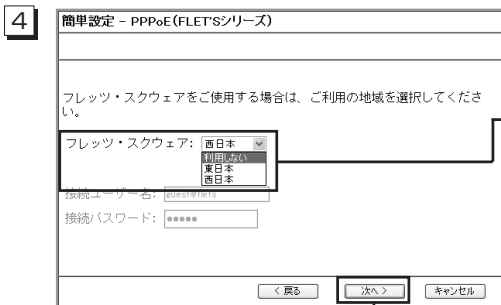 4
簡単設定 – PPPoE(FLET'Sシリーズ)
フレッツ・スクウェアをご使用する場合は、ご利用の地域を選択してくださ
い。
フレッツ・スクウェア: 西日本
利用しない
東日本
西日本
接続ユーザー名: guest@flets
接続パスワード: ●●●●●
< 戻る 次へ > キャンセル